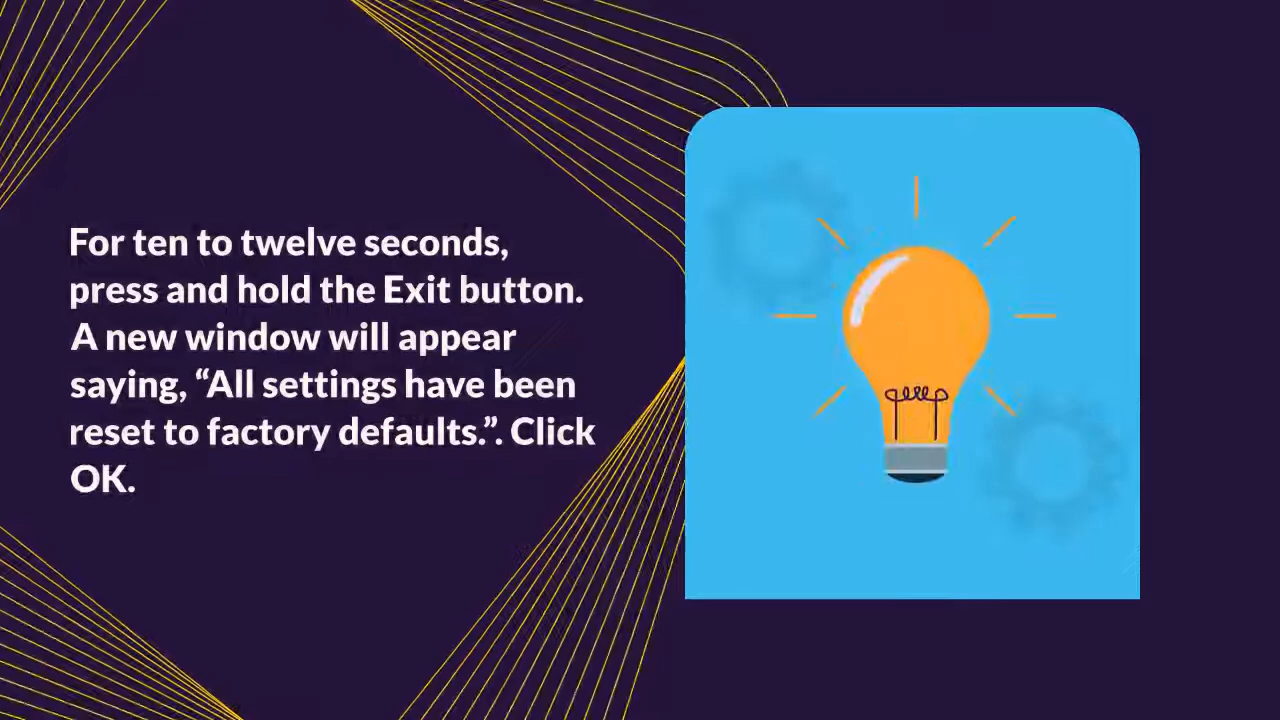 For ten to twelve seconds,
press and hold the Exit button.
A new window will appear
saying, “All settings have been
reset to factory defaults.”. Click
OK.